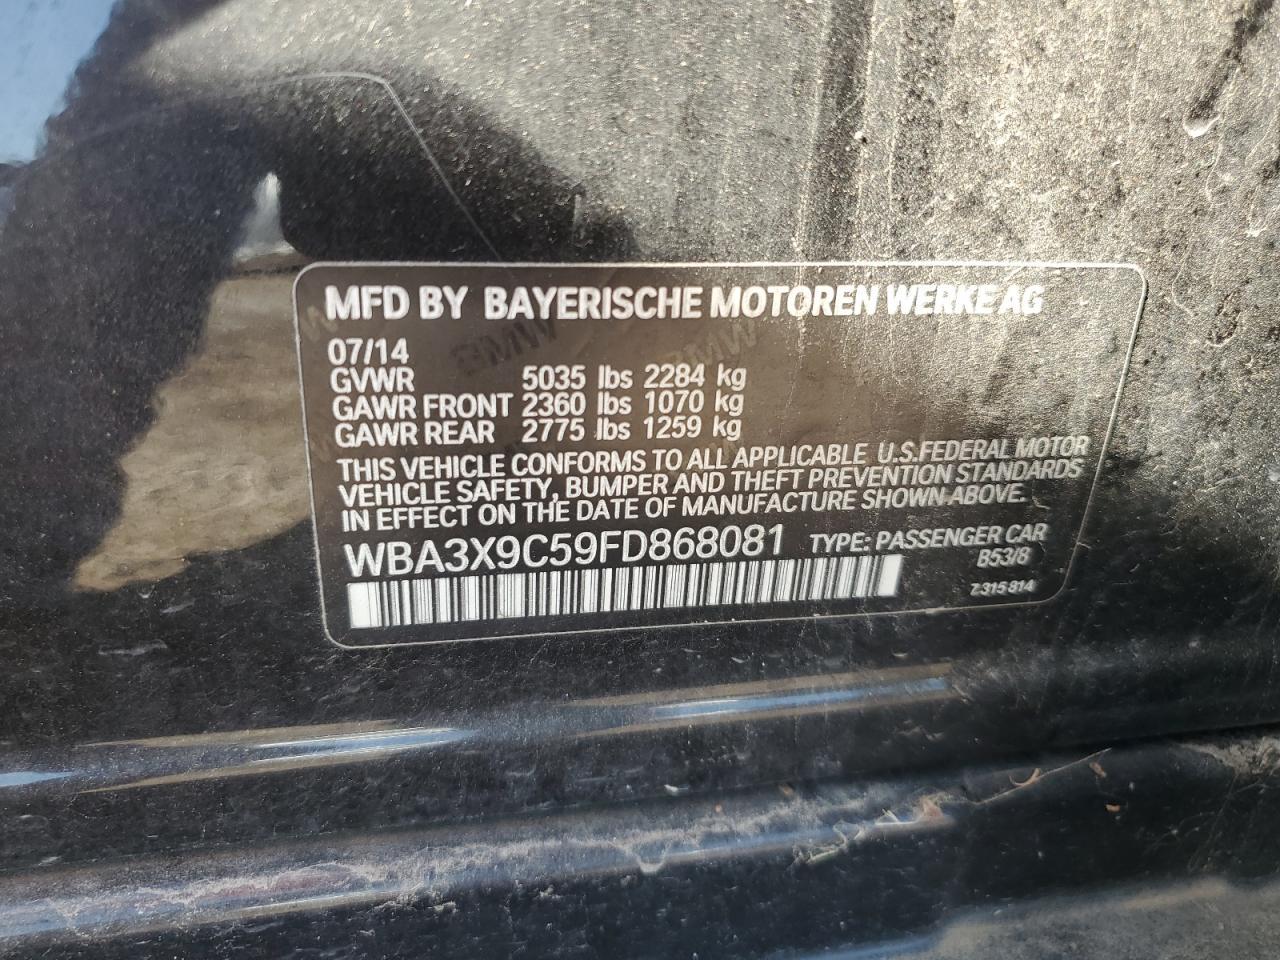 MFD BY BAYERISCHE MOTOREN WERKE AG
07/14
GVWR 5035 lbs 2284 kg
GAWR FRONT 2360 lbs 1070 kg
GAWR REAR 2775 lbs 1259 kg
THIS VEHICLE CONFORMS TO ALL APPLICABLE U.S.FEDERAL MOTOR
VEHICLE SAFETY, BUMPER AND THEFT PREVENTION STANDARDS
IN EFFECT ON THE DATE OF MANUFACTURE SHOWN ABOVE.
WBA3X9C59FD868081 TYPE: PASSENGER CAR
B53/8
7.315 814